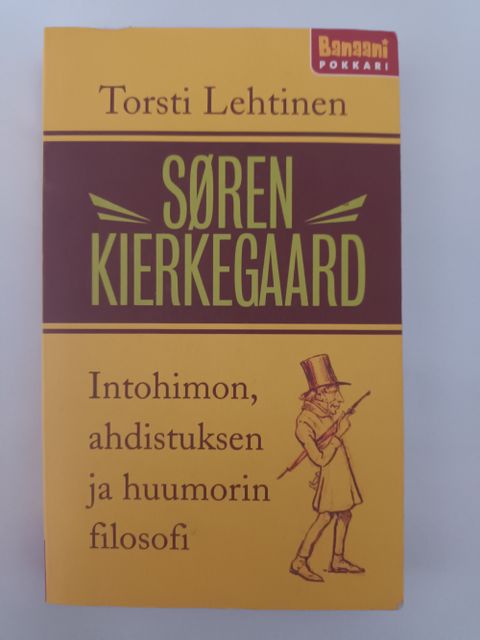 Banaani
POKKARI
Torsti Lehtinen
SØREN
KIERKEGAARD
Intohimon,
ahdistuksen
ja huumorin
filosofi